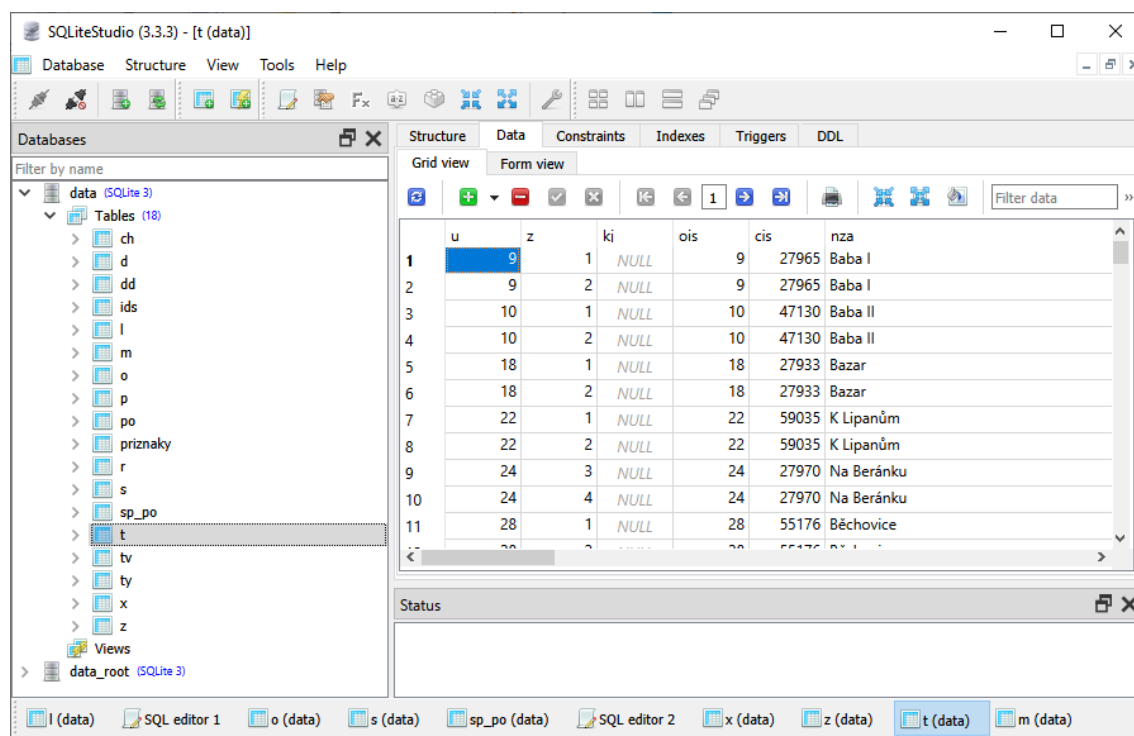 SQLiteStudio (3.3.3) - [t (data)]
Database Structure View Tools Help
Databases
Filter by name
data (SQLite 3)
Tables (18)
ch
d
dd
ids
l
m
o
p
po
priznaky
r
s
sp_po
t
tv
ty
x
z
Views
data_root (SQLite 3)
Structure Data Constraints Indexes Triggers DDL
Grid view Form view
1 Filter data »
u z kj ois cis nza
1 9 1 NULL 9 27965 Baba I
2 9 2 NULL 9 27965 Baba I
3 10 1 NULL 10 47130 Baba II
4 10 2 NULL 10 47130 Baba II
5 18 1 NULL 18 27933 Bazar
6 18 2 NULL 18 27933 Bazar
7 22 1 NULL 22 59035 K Lipanům
8 22 2 NULL 22 59035 K Lipanům
9 24 3 NULL 24 27970 Na Beránku
10 24 4 NULL 24 27970 Na Beránku
11 28 1 NULL 28 55176 Běchovice
Status
l (data) SQL editor 1 o (data) s (data) sp_po (data) SQL editor 2 x (data) z (data) t (data) m (data)